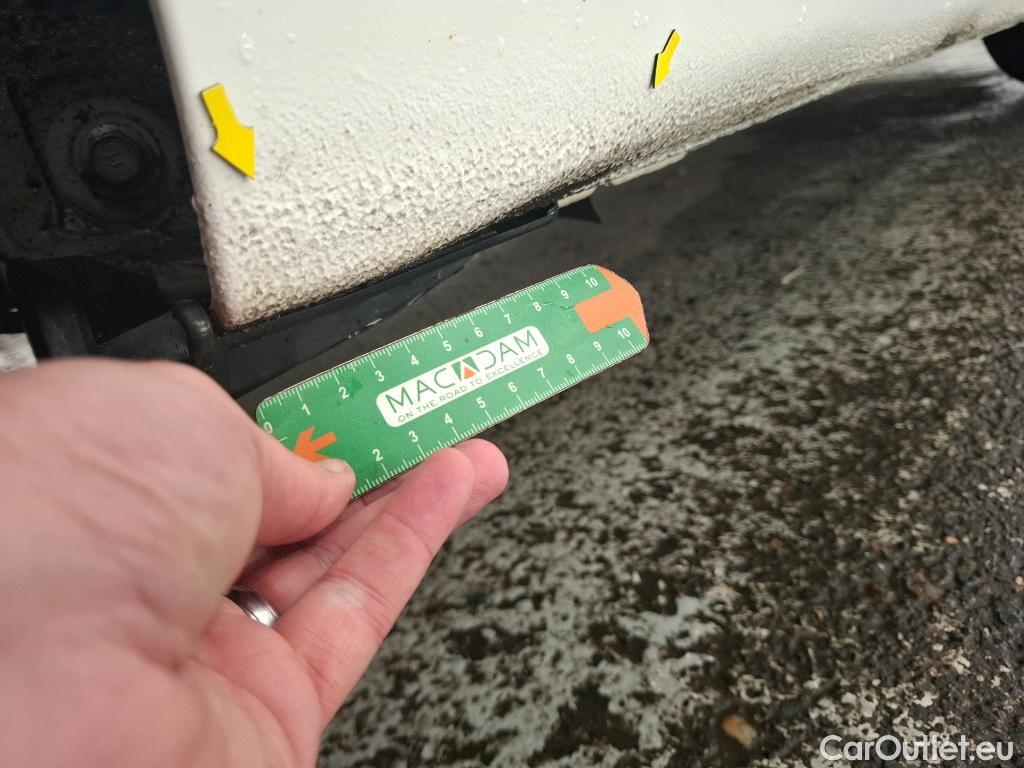 0 1 2 3 4 5 6 7 8 9 10
MACADAM
ON THE ROAD TO EXCELLENCE
2 3 4 5 6 7 8 9 10
CarOutlet.eu